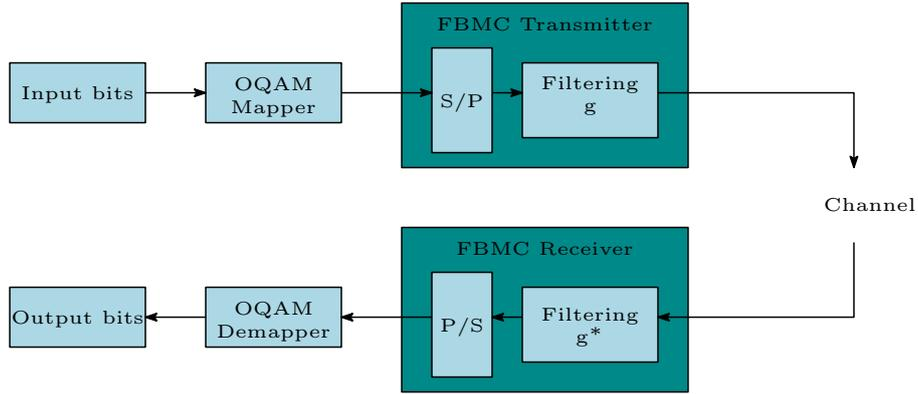 FBMC Transmitter
Input bits
OQAM
Mapper
S/P
Filtering
g
Channel
FBMC Receiver
Output bits
OQAM
Demapper
P/S
Filtering
g*